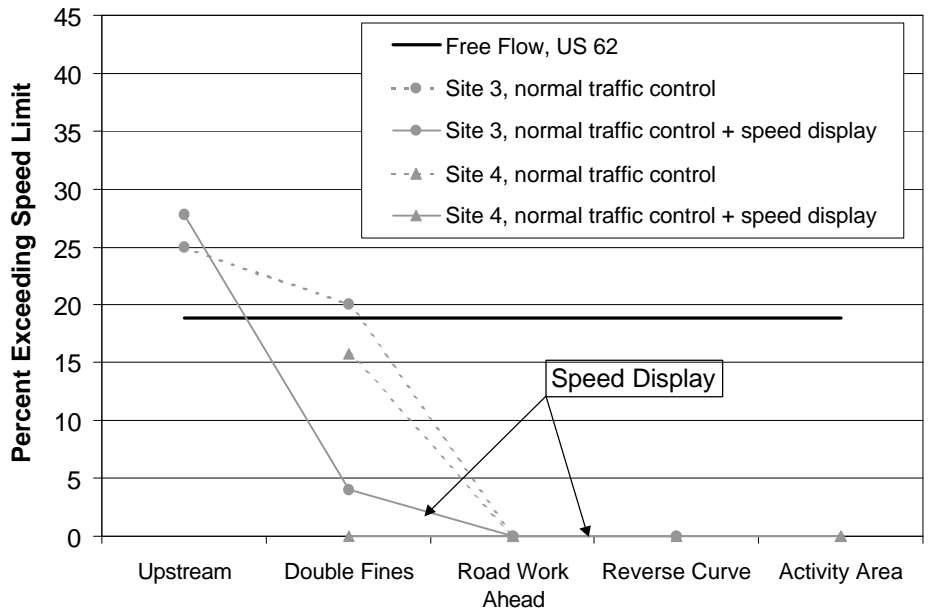 Percent Exceeding Speed Limit
45
40
35
30
25
20
15
10
5
0
Free Flow, US 62
Site 3, normal traffic control
Site 3, normal traffic control + speed display
Site 4, normal traffic control
Site 4, normal traffic control + speed display
Speed Display
Upstream
Double Fines
Road Work
Ahead
Reverse Curve
Activity Area